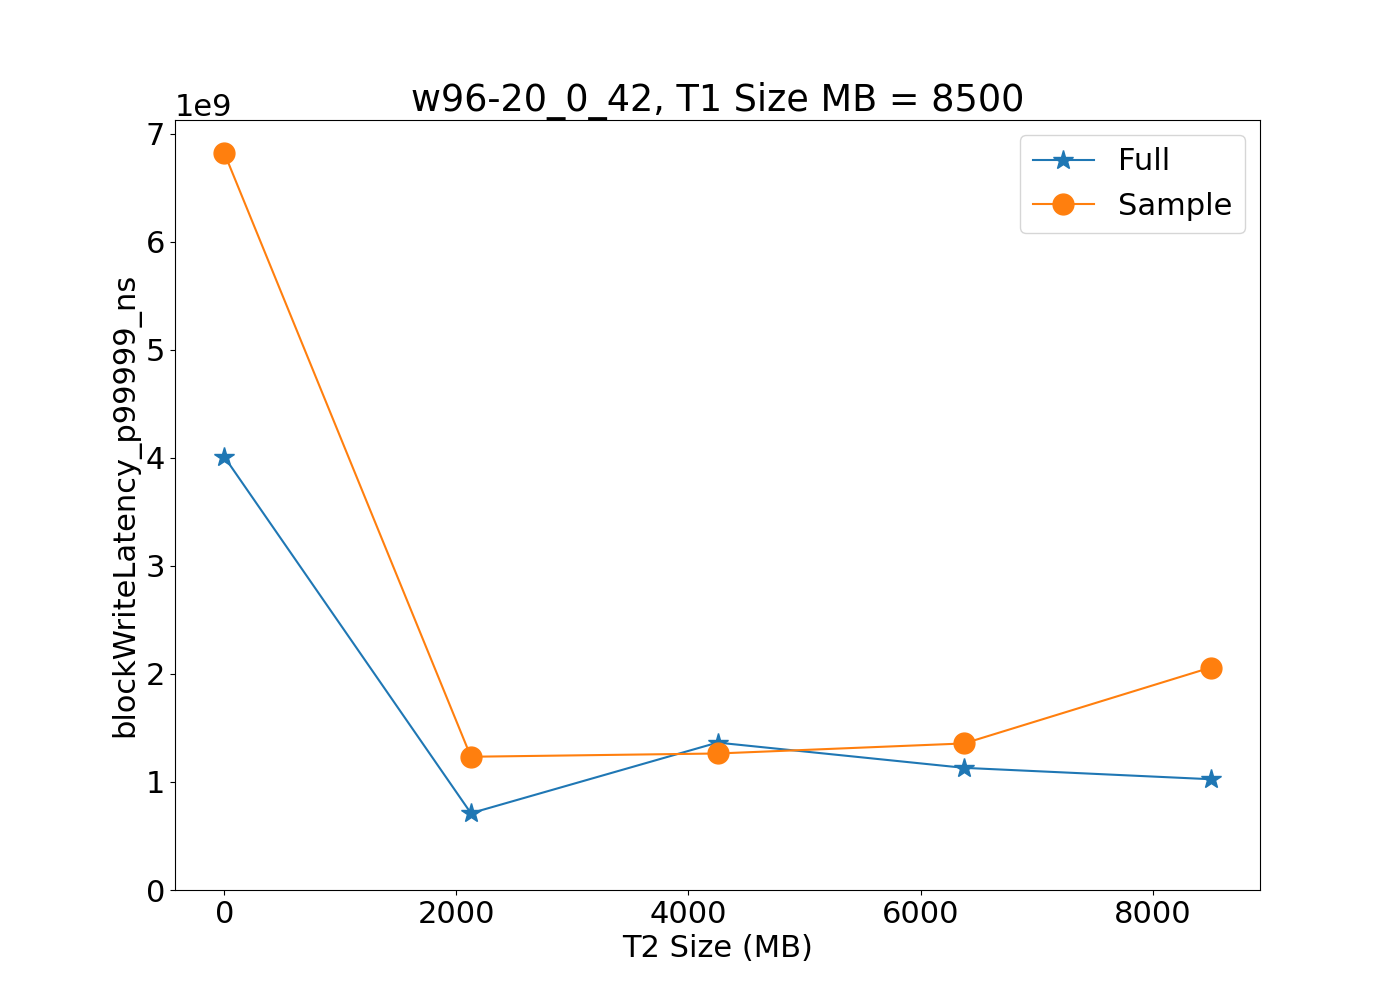 w96-20_0_42, T1 Size MB = 8500
1e9
7
6
5
4
3
2
1
0
blockWriteLatency_p99999_ns
0 2000 4000 6000 8000
T2 Size (MB)
Full
Sample